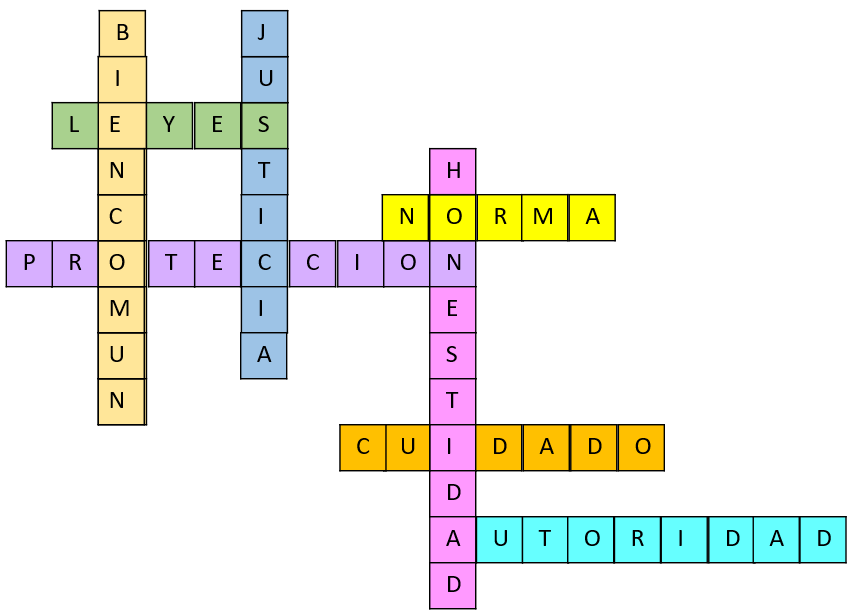 BIENCOMUN
JUSTICIA
LEYES
HONESTIDAD
NORMA
PROTECCION
CUIDADO
AUTORIDAD